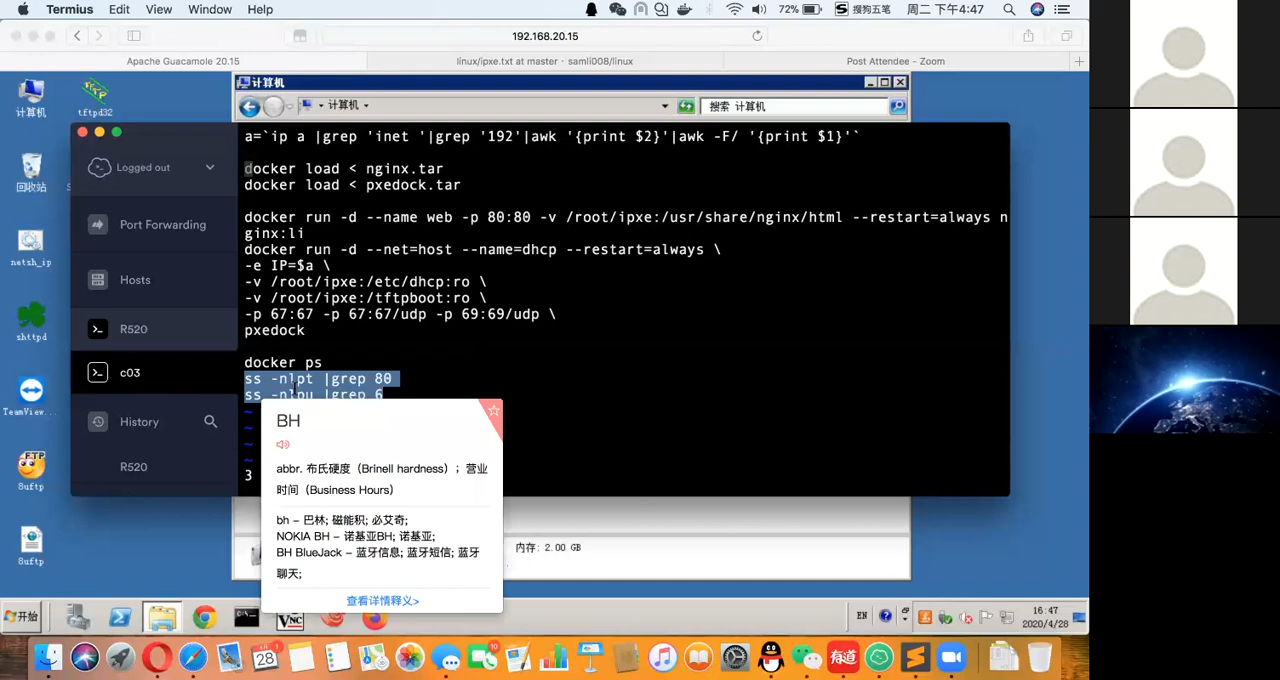 Termius Edit View Window Help
72% 搜狗五笔 周二 下午4:47
192.168.20.15
Apache Guacamole 20.15
linux/ipxe.txt at master · samli008/linux
Post Attendee - Zoom
计算机
tftpd32
回收站
netsh_ip
shttpd
TeamView...
8uftp
8uftp
计算机
计算机
搜索 计算机
Logged out
Port Forwarding
Hosts
R520
c03
History
R520
a=`ip a |grep 'inet '|grep '192'|awk '{print $2}'|awk -F/ '{print $1}'`
docker load < nginx.tar
docker load < pxedock.tar
docker run -d --name web -p 80:80 -v /root/ipxe:/usr/share/nginx/html --restart=always n
ginx:li
docker run -d --net=host --name=dhcp --restart=always \
-e IP=$a \
-v /root/ipxe:/etc/dhcp:ro \
-v /root/ipxe:/tftpboot:ro \
-p 67:67 -p 67:67/udp -p 69:69/udp \
pxedock
docker ps
ss -nlpt |grep 80
ss -nlpu |grep 6
~
~
~
~
3
BH
abbr. 布氏硬度（Brinell hardness）；营业
时间（Business Hours）
bh – 巴林; 磁能积; 必艾奇;
NOKIA BH – 诺基亚BH; 诺基亚;
BH BlueJack – 蓝牙信息; 蓝牙短信; 蓝牙
聊天;
查看详情释义>
内存: 2.00 GB
开始
VNC
EN
16:47
2020/4/28
28
10
有道